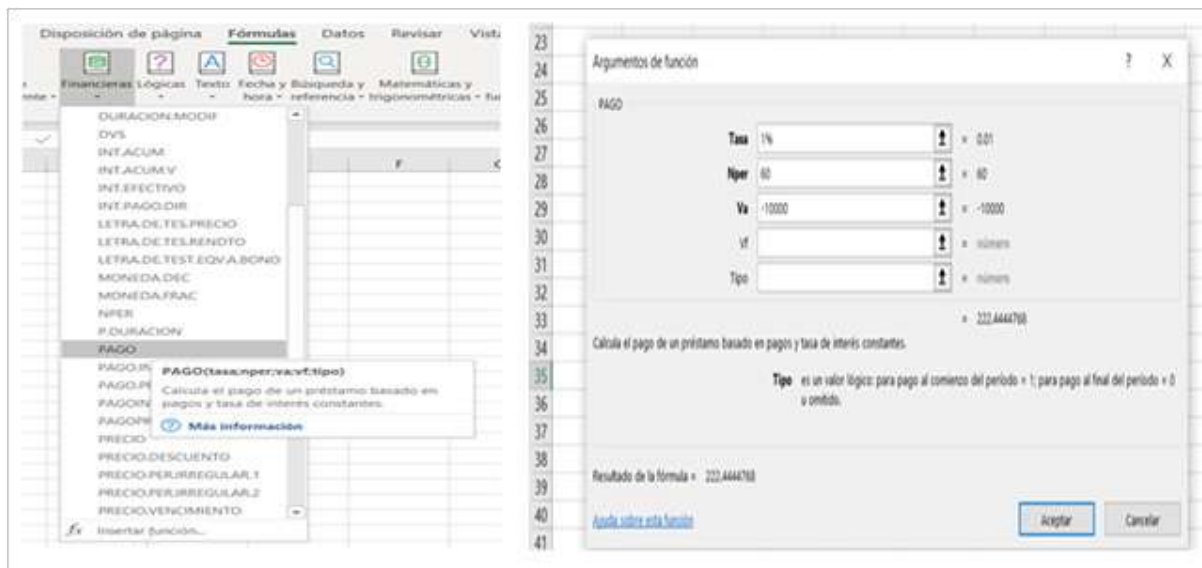 Disposición de página Fórmulas Datos Revisar Vista
Financieras Lógicas Texto Fecha y hora Búsqueda y referencia Matemáticas y trigonométricas
DURACION.MODIF
DVS
INT.ACUM
INT.ACUM.V
INT.EFECTIVO
INT.PAGO.DIR
LETRA.DE.TES.PRECIO
LETRA.DE.TES.RENDTO
LETRA.DE.TEST.EQV.A.BONO
MONEDA.DEC
MONEDA.FRAC
NPER
P.DURACION
PAGO
PAGO.IN
PAGO.P
PAGOIN
PAGOPR
PRECIO
PRECIO.DESCUENTO
PRECIO.PER.IRREGULAR.1
PRECIO.PER.IRREGULAR.2
PRECIO.VENCIMIENTO
fx Insertar función...
PAGO(tasa;nper;va;vf;tipo)
Calcula el pago de un préstamo basado en
pagos y tasa de interés constantes.
Más información
F
23
24
25
26
27
28
29
30
31
32
33
34
35
36
37
38
39
40
41
Argumentos de función ? X
PAGO
Tasa 1% = 0.01
Nper 60 = 60
Va -10000 = -10000
Vf = número
Tipo = número
= 222.4444768
Calcula el pago de un préstamo basado en pagos y tasa de interés constantes.
Tipo es un valor lógico: para pago al comienzo del período = 1; para pago al final del período = 0
u omitido.
Resultado de la fórmula = 222.4444768
Ayuda sobre esta función Aceptar Cancelar